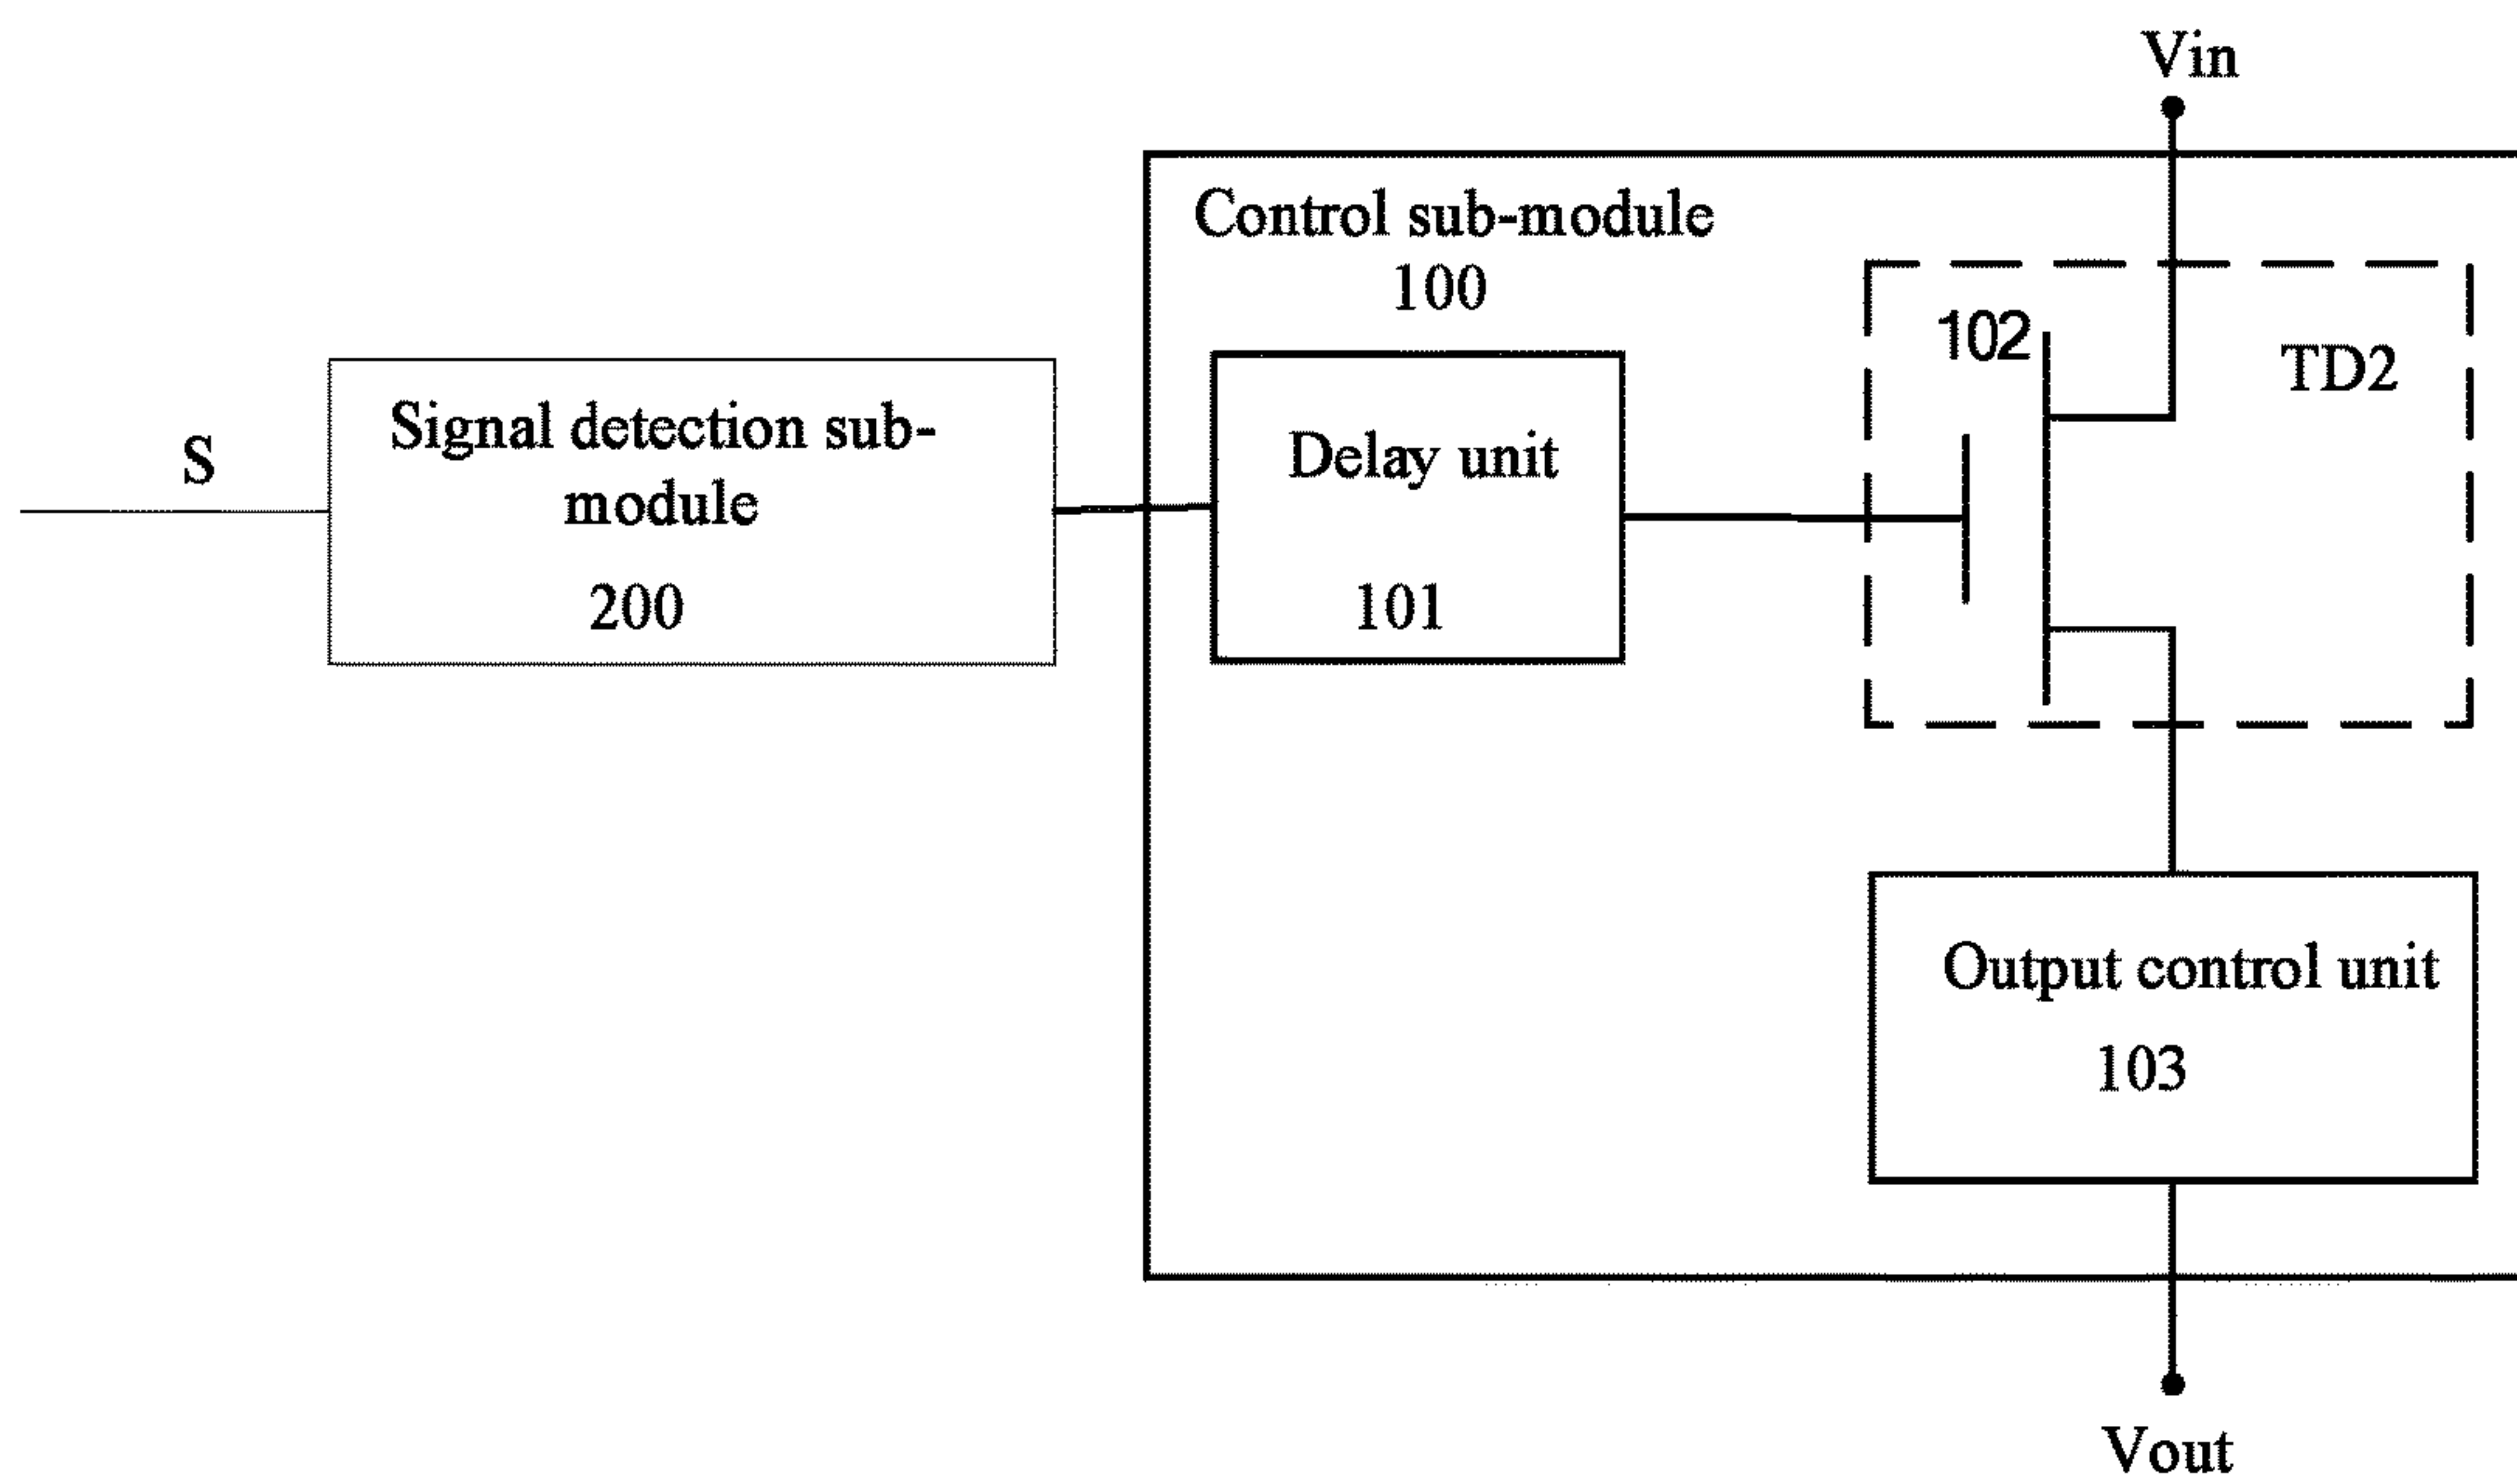 Vin
Control sub-module
100
102
TD2
S
Signal detection sub-
module
200
Delay unit
101
Output control unit
103
Vout